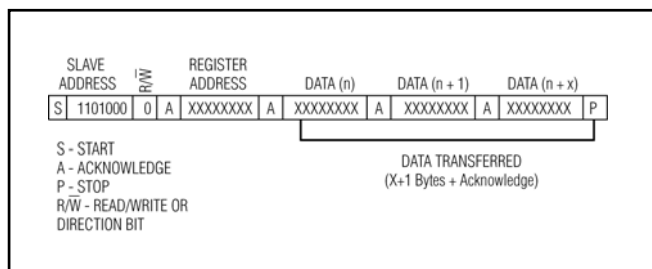 SLAVE ADDRESS R/W̅ REGISTER ADDRESS DATA (n) DATA (n + 1) DATA (n + x)
S 1101000 0 A XXXXXXXX A XXXXXXXX A XXXXXXXX A XXXXXXXX P
S - START
A - ACKNOWLEDGE
P - STOP
R/W̅ - READ/WRITE OR
DIRECTION BIT
DATA TRANSFERRED
(X+1 Bytes + Acknowledge)